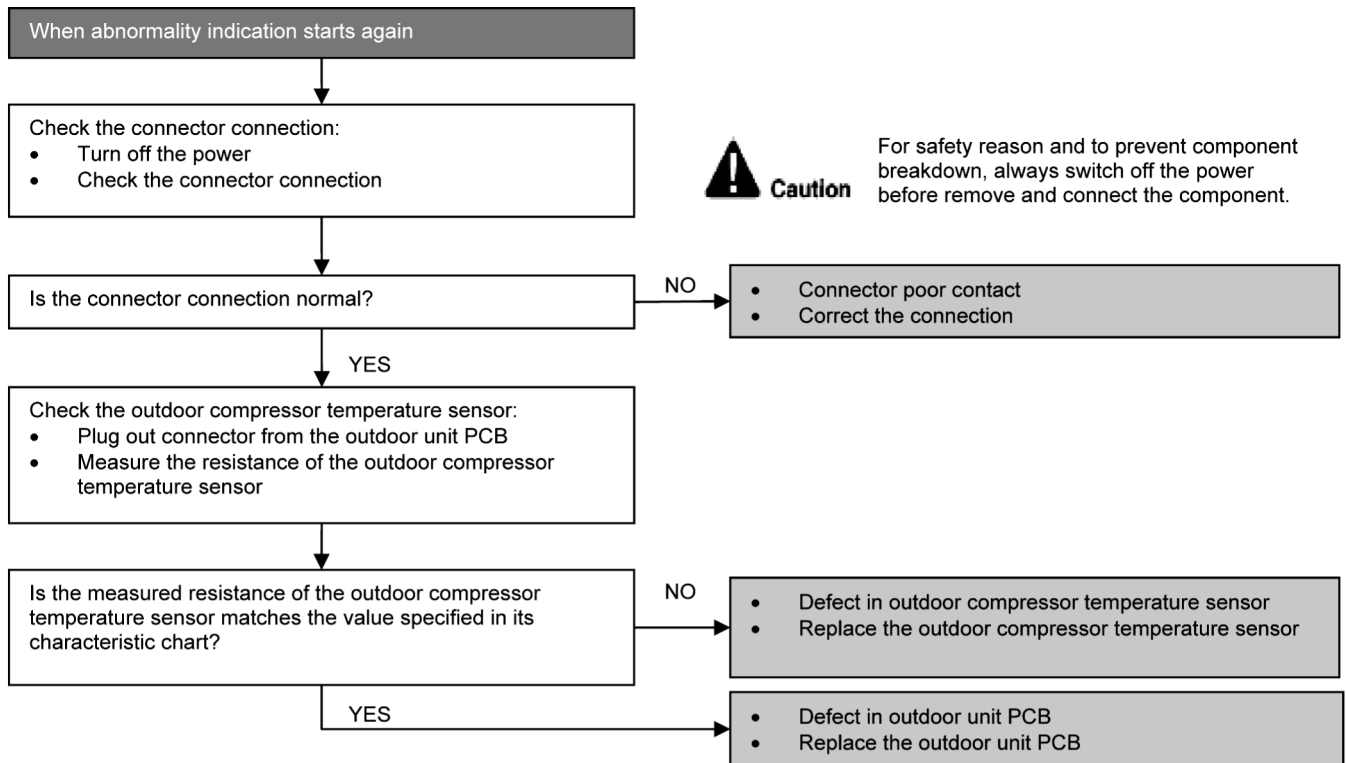 When abnormality indication starts again
Check the connector connection:
• Turn off the power
• Check the connector connection
Caution
For safety reason and to prevent component
breakdown, always switch off the power
before remove and connect the component.
Is the connector connection normal?
NO
• Connector poor contact
• Correct the connection
YES
Check the outdoor compressor temperature sensor:
• Plug out connector from the outdoor unit PCB
• Measure the resistance of the outdoor compressor
temperature sensor
Is the measured resistance of the outdoor compressor
temperature sensor matches the value specified in its
characteristic chart?
NO
• Defect in outdoor compressor temperature sensor
• Replace the outdoor compressor temperature sensor
YES
• Defect in outdoor unit PCB
• Replace the outdoor unit PCB